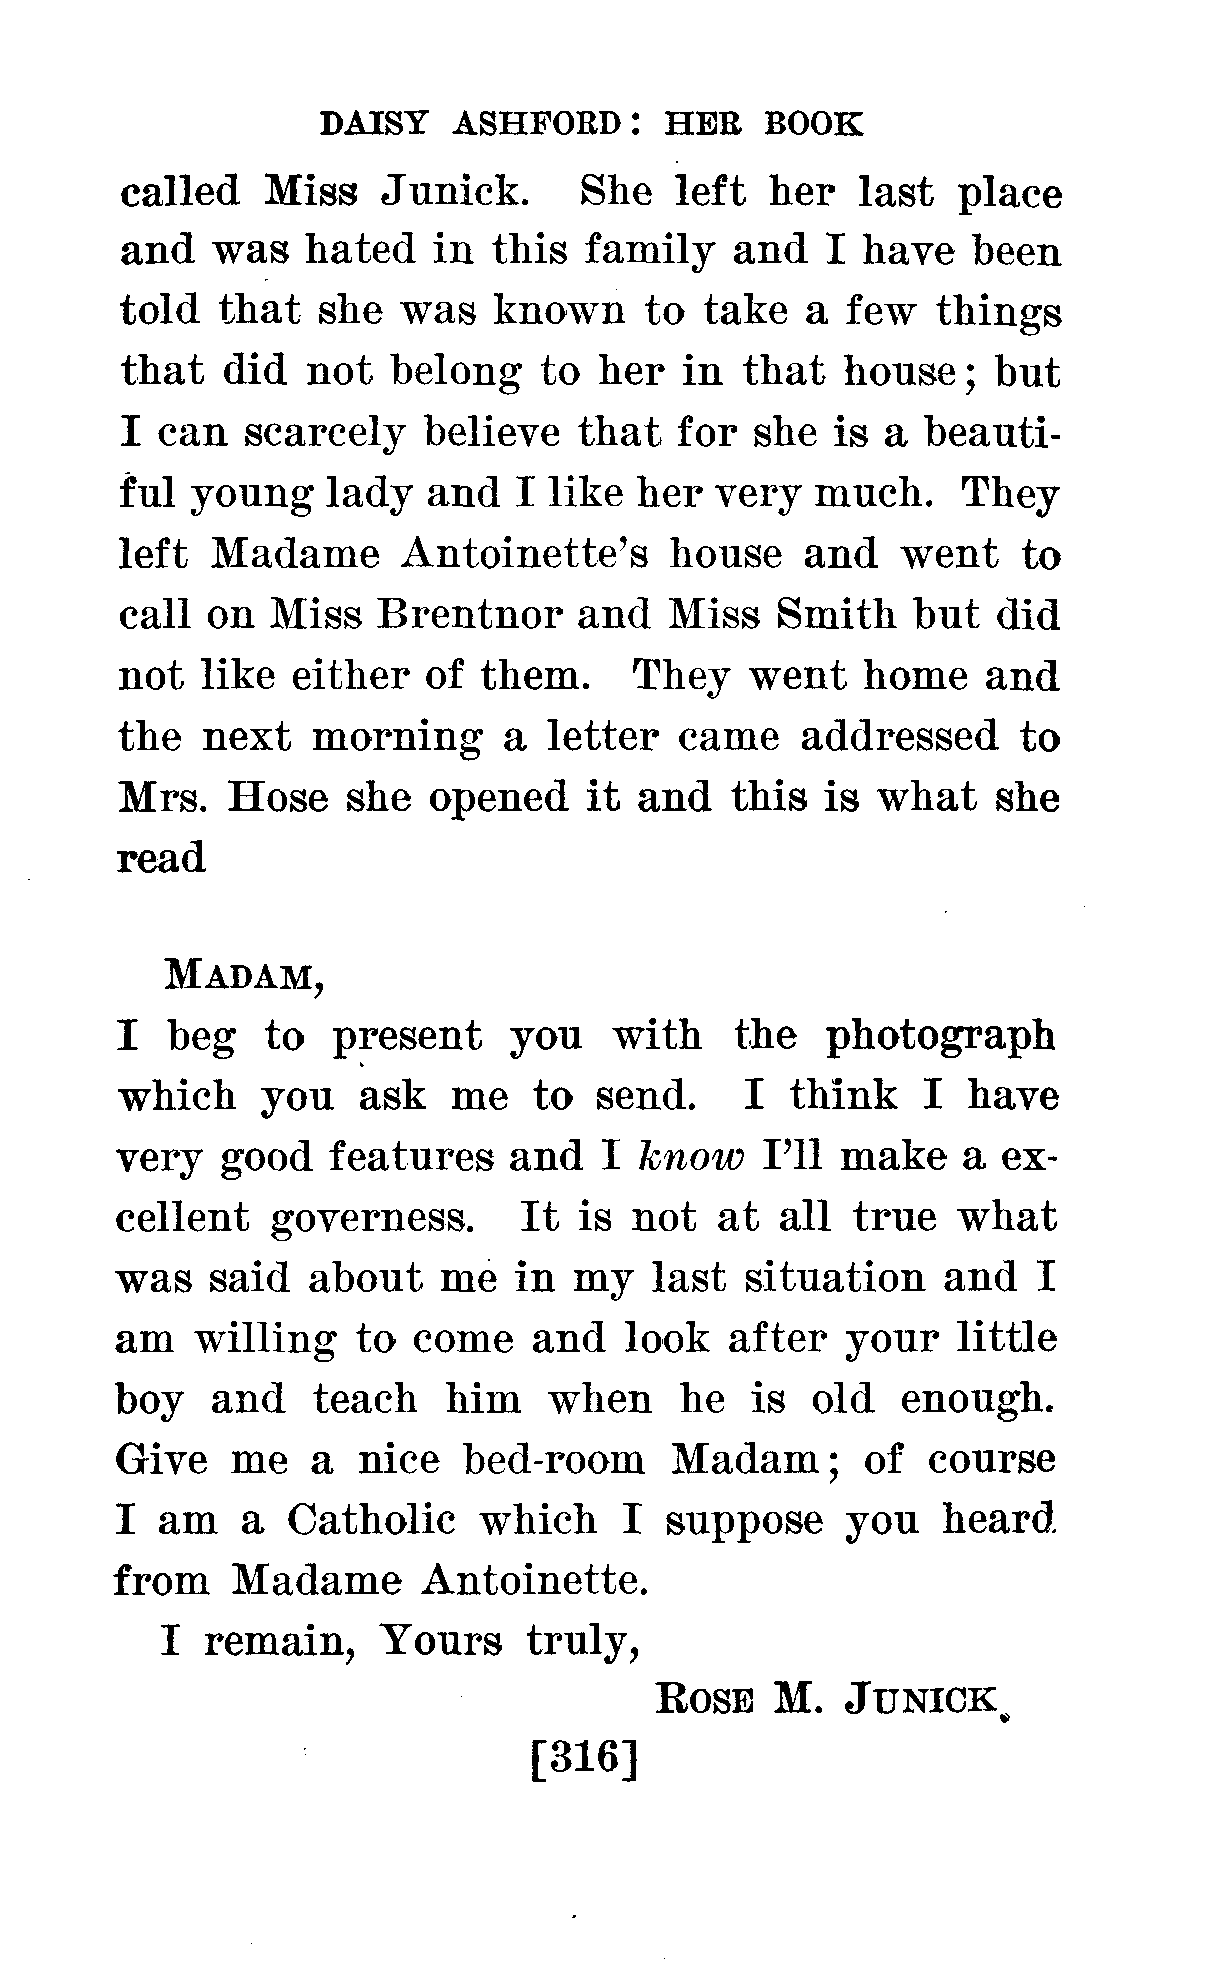 DAISY ASHFORD: HER BOOK
called Miss Junick. She left her last place
and was hated in this family and I have been
told that she was known to take a few things
that did not belong to her in that house; but
I can scarcely believe that for she is a beauti-
ful young lady and I like her very much. They
left Madame Antoinette's house and went to
call on Miss Brentnor and Miss Smith but did
not like either of them. They went home and
the next morning a letter came addressed to
Mrs. Hose she opened it and this is what she
read
MADAM,
I beg to present you with the photograph
which you ask me to send. I think I have
very good features and I know I'll make a ex-
cellent governess. It is not at all true what
was said about me in my last situation and I
am willing to come and look after your little
boy and teach him when he is old enough.
Give me a nice bed-room Madam; of course
I am a Catholic which I suppose you heard
from Madame Antoinette.
I remain, Yours truly,
ROSE M. JUNICK.
[316]